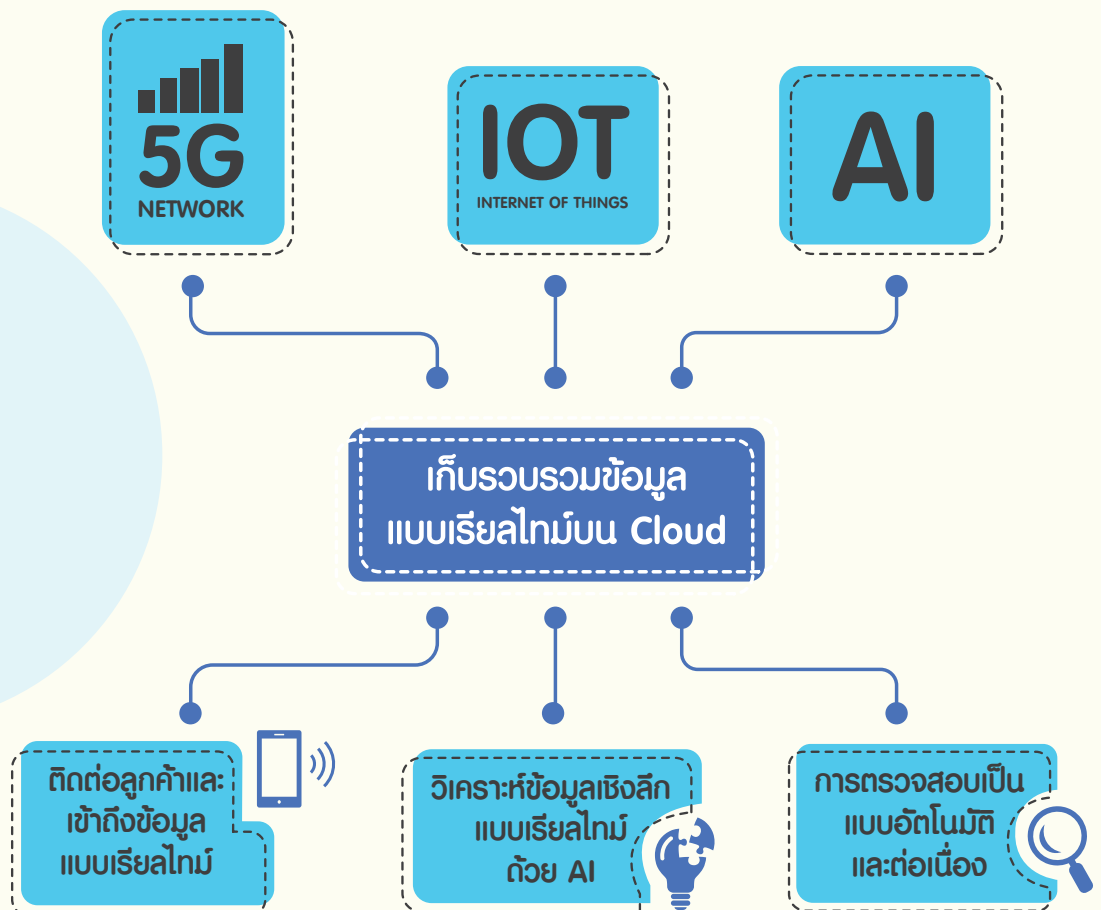 5G
NETWORK
IOT
INTERNET OF THINGS
AI
เก็บรวบรวมข้อมูล
แบบเรียลไทม์บน Cloud
ติดต่อลูกค้าและ
เข้าถึงข้อมูล
แบบเรียลไทม์
วิเคราะห์ข้อมูลเชิงลึก
แบบเรียลไทม์
ด้วย AI
การตรวจสอบเป็น
แบบอัตโนมัติ
และต่อเนื่อง